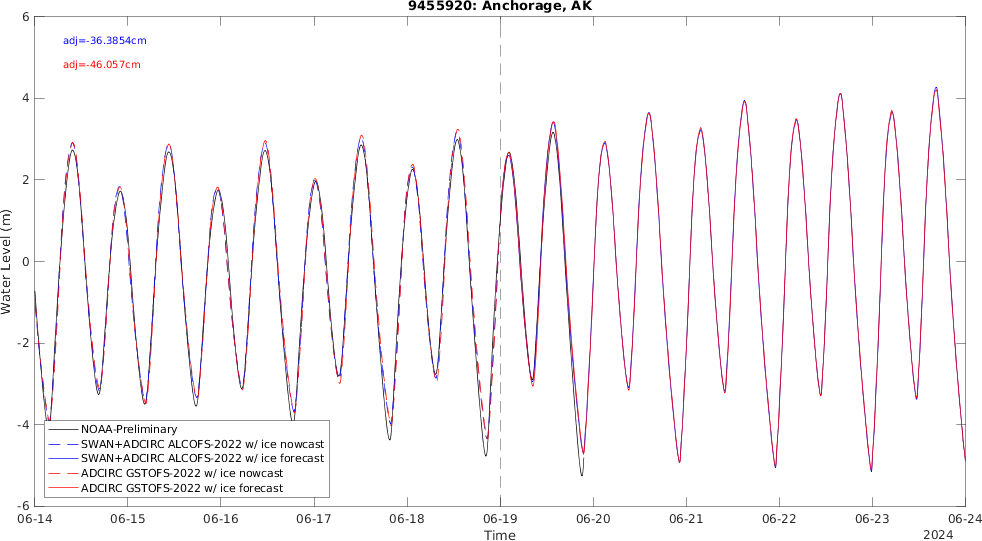 9455920: Anchorage, AK
adj=-36.3854cm
adj=-46.057cm
Water Level (m)
6
4
2
0
-2
-4
-6
NOAA-Preliminary
SWAN+ADCIRC ALCOFS-2022 w/ ice nowcast
SWAN+ADCIRC ALCOFS-2022 w/ ice forecast
ADCIRC GSTOFS-2022 w/ ice nowcast
ADCIRC GSTOFS-2022 w/ ice forecast
06-14 06-15 06-16 06-17 06-18 06-19 06-20 06-21 06-22 06-23 06-24
Time
2024